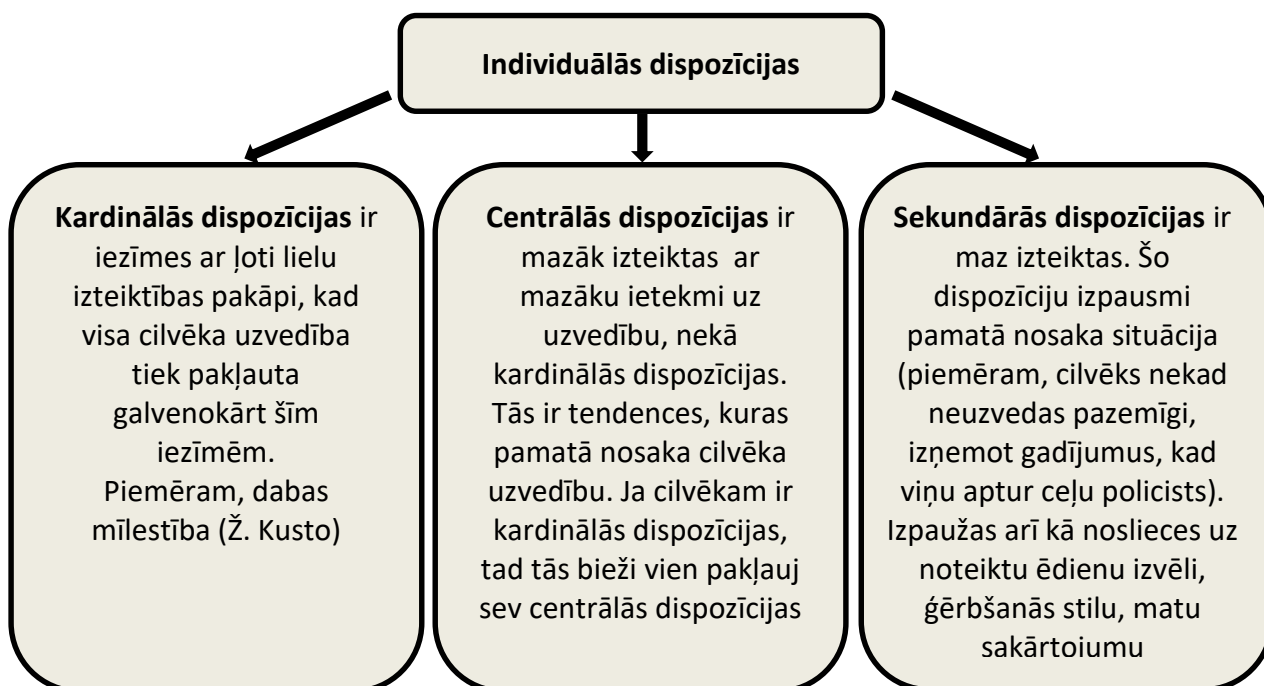 Individuālās dispozīcijas
Kardinālās dispozīcijas ir
iezīmes ar ļoti lielu
izteiktības pakāpi, kad
visa cilvēka uzvedība
tiek pakļauta
galvenokārt šīm
iezīmēm.
Piemēram, dabas
mīlestība (Ž. Kusto)
Centrālās dispozīcijas ir
mazāk izteiktas  ar
mazāku ietekmi uz
uzvedību, nekā
kardinālās dispozīcijas.
Tās ir tendences, kuras
pamatā nosaka cilvēka
uzvedību. Ja cilvēkam ir
kardinālās dispozīcijas,
tad tās bieži vien pakļauj
sev centrālās dispozīcijas
Sekundārās dispozīcijas ir
maz izteiktas. Šo
dispozīciju izpausmi
pamatā nosaka situācija
(piemēram, cilvēks nekad
neuzvedas pazemīgi,
izņemot gadījumus, kad
viņu aptur ceļu policists).
Izpaužas arī kā noslieces uz
noteiktu ēdienu izvēli,
ģērbšanās stilu, matu
sakārtojumu